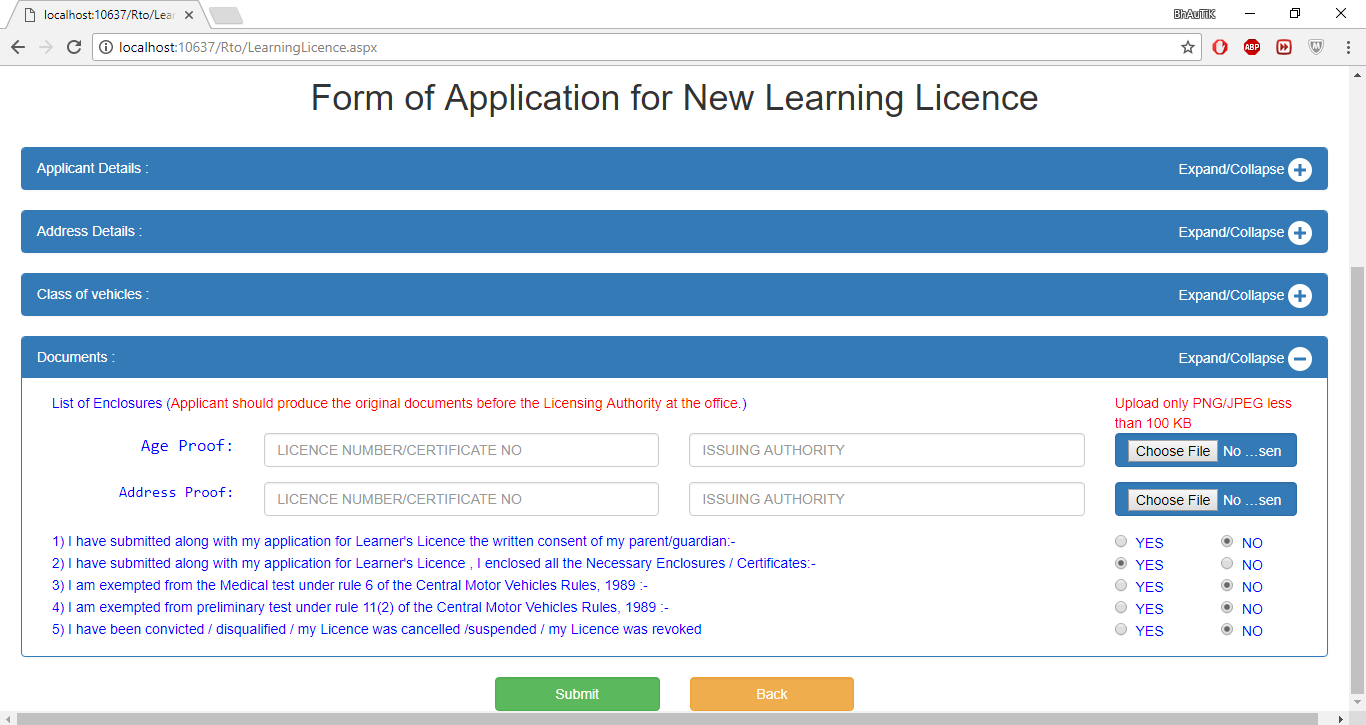 localhost:10637/Rto/Lear
BhAuTiK
localhost:10637/Rto/LearningLicence.aspx
ABP
Form of Application for New Learning Licence
Applicant Details : Expand/Collapse
Address Details : Expand/Collapse
Class of vehicles : Expand/Collapse
Documents : Expand/Collapse
List of Enclosures (Applicant should produce the original documents before the Licensing Authority at the office.) Upload only PNG/JPEG less
than 100 KB
Age Proof: LICENCE NUMBER/CERTIFICATE NO ISSUING AUTHORITY Choose File No ...sen
Address Proof: LICENCE NUMBER/CERTIFICATE NO ISSUING AUTHORITY Choose File No ...sen
1) I have submitted along with my application for Learner's Licence the written consent of my parent/guardian:- YES NO
2) I have submitted along with my application for Learner's Licence , I enclosed all the Necessary Enclosures / Certificates:- YES NO
3) I am exempted from the Medical test under rule 6 of the Central Motor Vehicles Rules, 1989 :- YES NO
4) I am exempted from preliminary test under rule 11(2) of the Central Motor Vehicles Rules, 1989 :- YES NO
5) I have been convicted / disqualified / my Licence was cancelled /suspended / my Licence was revoked YES NO
Submit Back